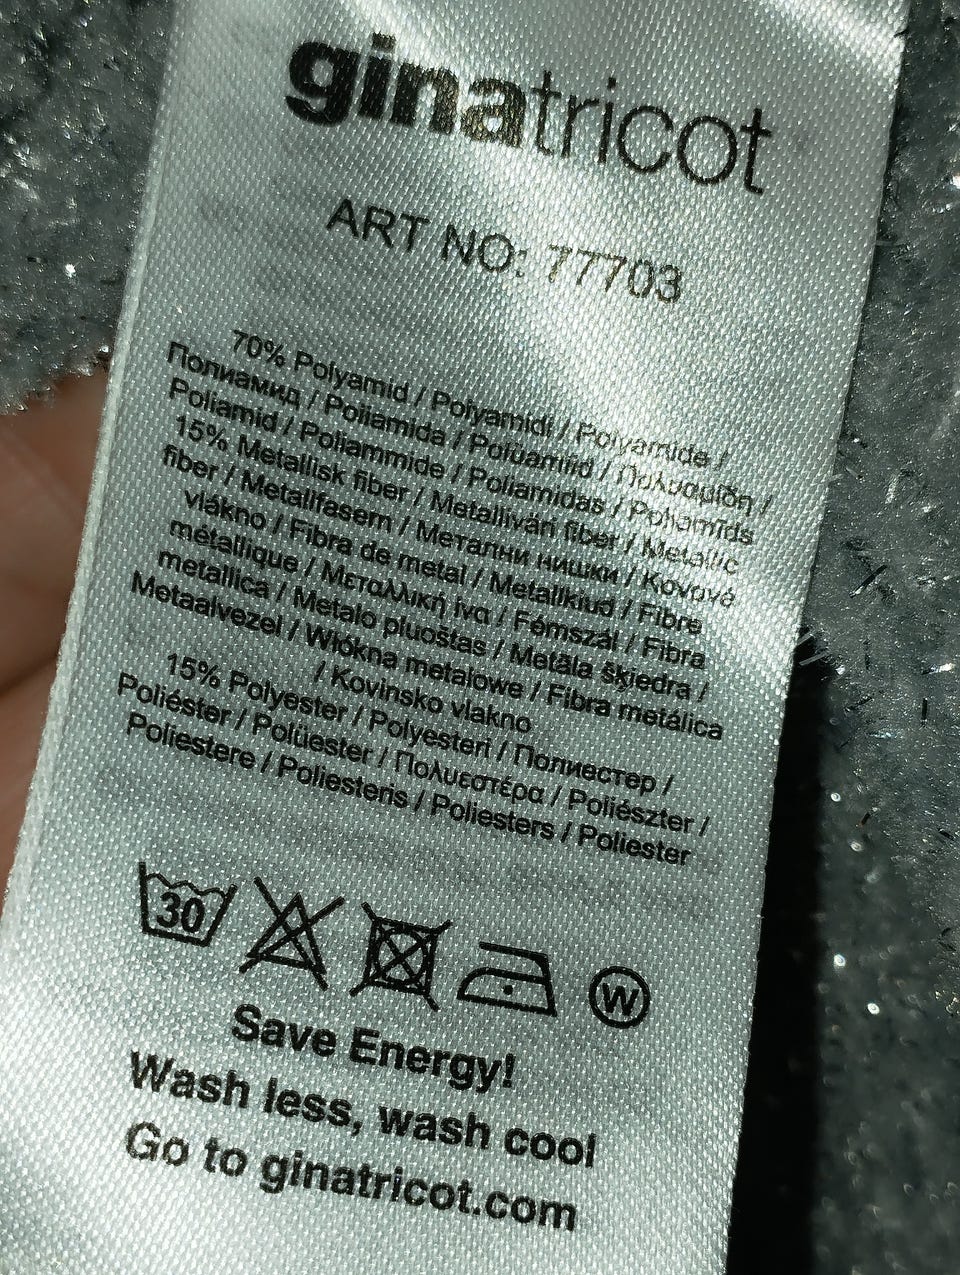 ginatricot
ART NO: 77703
70% Polyamid / Polyamidi / Polyamide /
Полиамид / Poliamida / Polüamiid / Πολυαμίδη /
Poliamid / Poliammide / Poliamidas / Poliamīds
15% Metallisk fiber / Metalliväri fiber / Metallic
fiber / Metallfasern / Метални нишки / Kovová
vlákno / Fibra de metal / Metallkiud / Fibre
métallique / Μεταλλική ίνα / Fémszál / Fibra
metallica / Metalo pluoštas / Metāla šķiedra /
Metaalvezel / Włókna metalowe / Fibra metálica
/ Kovinsko vlakno
15% Polyester / Polyesteri / Полиестер /
Poliéster / Polüester / Πολυεστέρα / Poliészter /
Poliestere / Poliesteris / Poliesters / Poliester
30
W
Save Energy!
Wash less, wash cool
Go to ginatricot.com